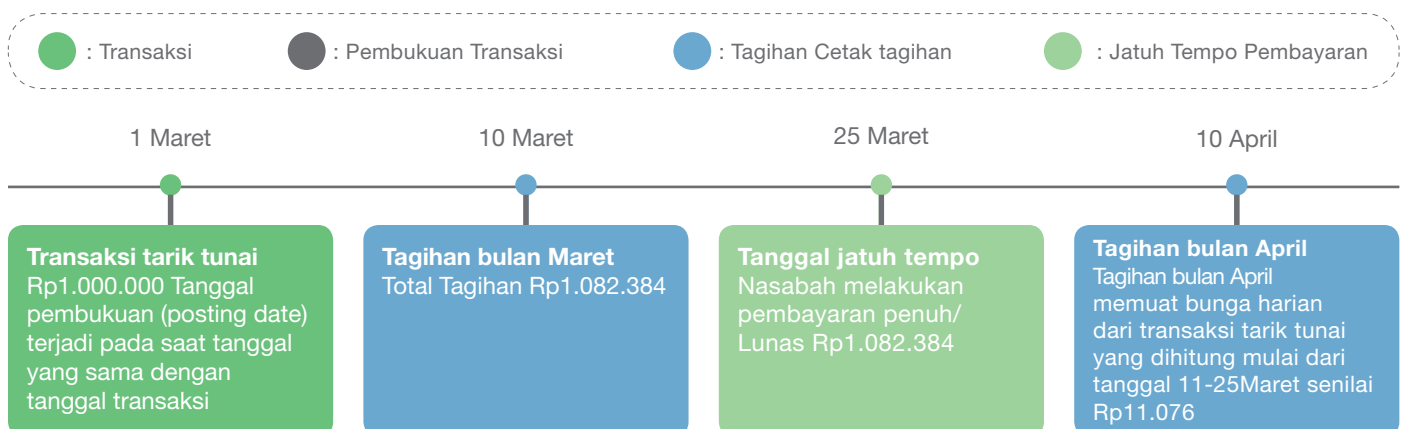 : Transaksi
: Pembukuan Transaksi
: Tagihan Cetak tagihan
: Jatuh Tempo Pembayaran
1 Maret
10 Maret
25 Maret
10 April
Transaksi tarik tunai
Rp1.000.000 Tanggal
pembukuan (posting date)
terjadi pada saat tanggal
yang sama dengan
tanggal transaksi
Tagihan bulan Maret
Total Tagihan Rp1.082.384
Tanggal jatuh tempo
Nasabah melakukan
pembayaran penuh/
Lunas Rp1.082.384
Tagihan bulan April
Tagihan bulan April
memuat bunga harian
dari transaksi tarik tunai
yang dihitung mulai dari
tanggal 11-25Maret senilai
Rp11.076